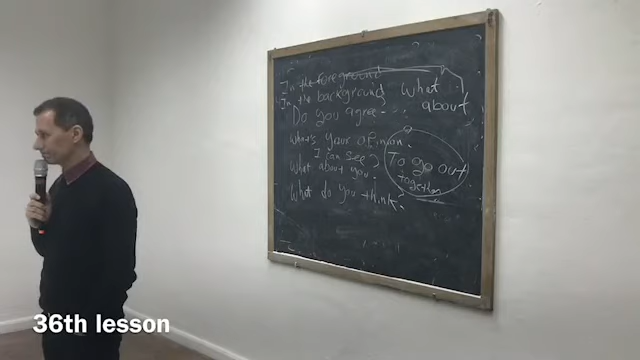 In the foreground
In the background
what about
Do you agree...
What's your opinion.
I can see
What about you?
What do you think?
To go out
together
36th lesson